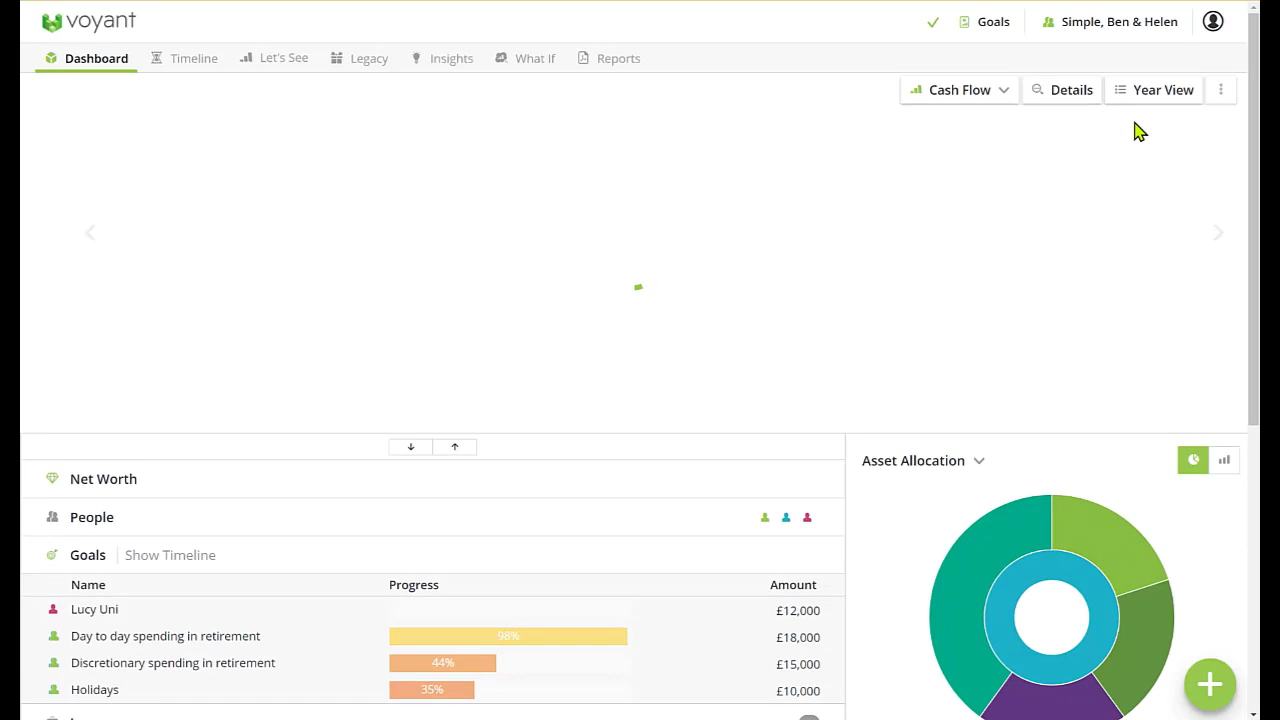 voyant
Goals
Simple, Ben & Helen
Dashboard
Timeline
Let's See
Legacy
Insights
What If
Reports
Cash Flow
Details
Year View
Net Worth
People
Goals
Show Timeline
Name Progress Amount
Lucy Uni £12,000
Day to day spending in retirement 98% £18,000
Discretionary spending in retirement 44% £15,000
Holidays 35% £10,000
Asset Allocation